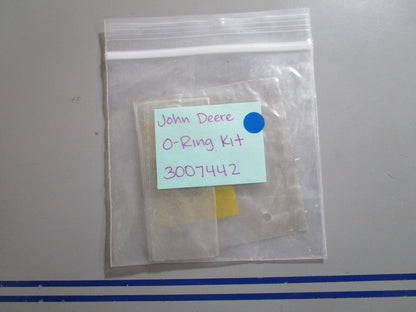 John Deere
O-Ring Kit
3007442